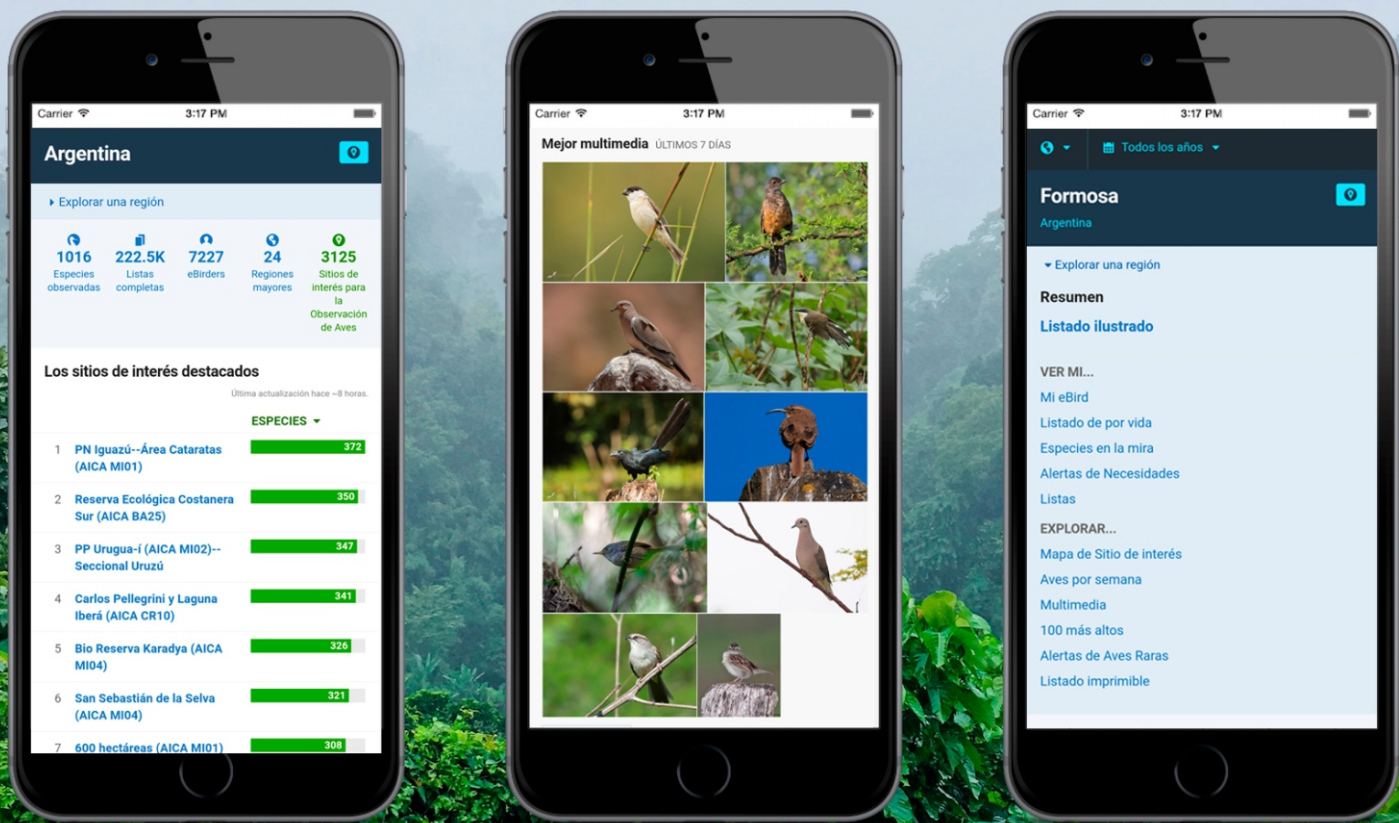 Carrier
3:17 PM
Argentina
Explorar una región
1016
Especies
observadas
222.5K
Listas
completas
7227
eBirders
24
Regiones
mayores
3125
Sitios de
interés para
la
Observación
de Aves
Los sitios de interés destacados
Última actualización hace ~8 horas.
ESPECIES
1 PN Iguazú--Área Cataratas 372
(AICA MI01)
2 Reserva Ecológica Costanera 350
Sur (AICA BA25)
3 PP Urugua-í (AICA MI02)-- 347
Seccional Uruzú
4 Carlos Pellegrini y Laguna 341
Iberá (AICA CR10)
5 Bio Reserva Karadya (AICA 326
MI04)
6 San Sebastián de la Selva 321
(AICA MI04)
7 600 hectáreas (AICA MI01) 308
Carrier
3:17 PM
Mejor multimedia ÚLTIMOS 7 DÍAS
Carrier
3:17 PM
Todos los años
Formosa
Argentina
Explorar una región
Resumen
Listado ilustrado
VER MI...
Mi eBird
Listado de por vida
Especies en la mira
Alertas de Necesidades
Listas
EXPLORAR...
Mapa de Sitio de interés
Aves por semana
Multimedia
100 más altos
Alertas de Aves Raras
Listado imprimible